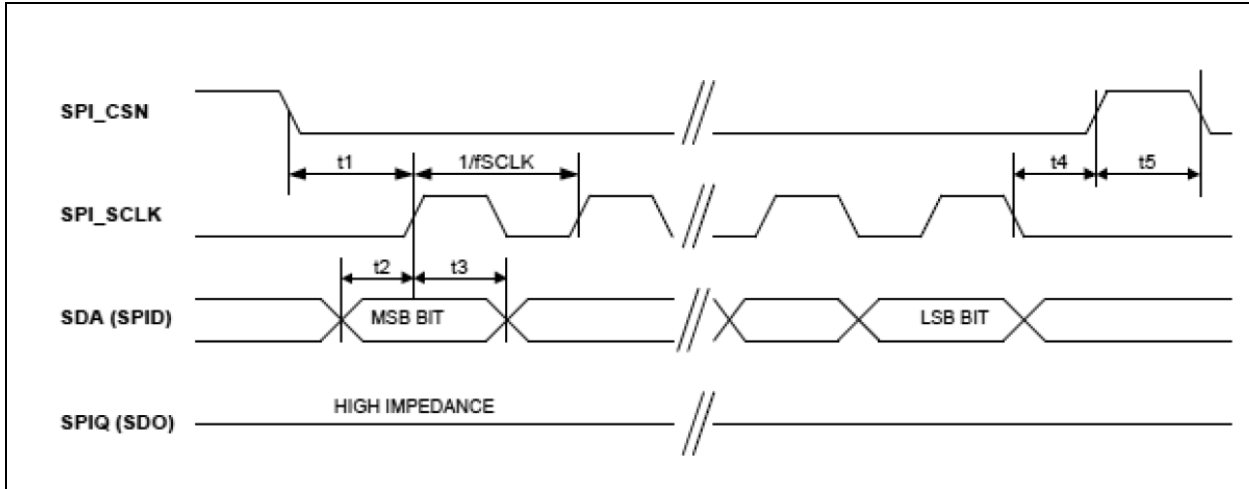 SPI_CSN
t1
1/fSCLK
t4
t5
SPI_SCLK
t2
t3
SDA (SPID)
MSB BIT
LSB BIT
HIGH IMPEDANCE
SPIQ (SDO)